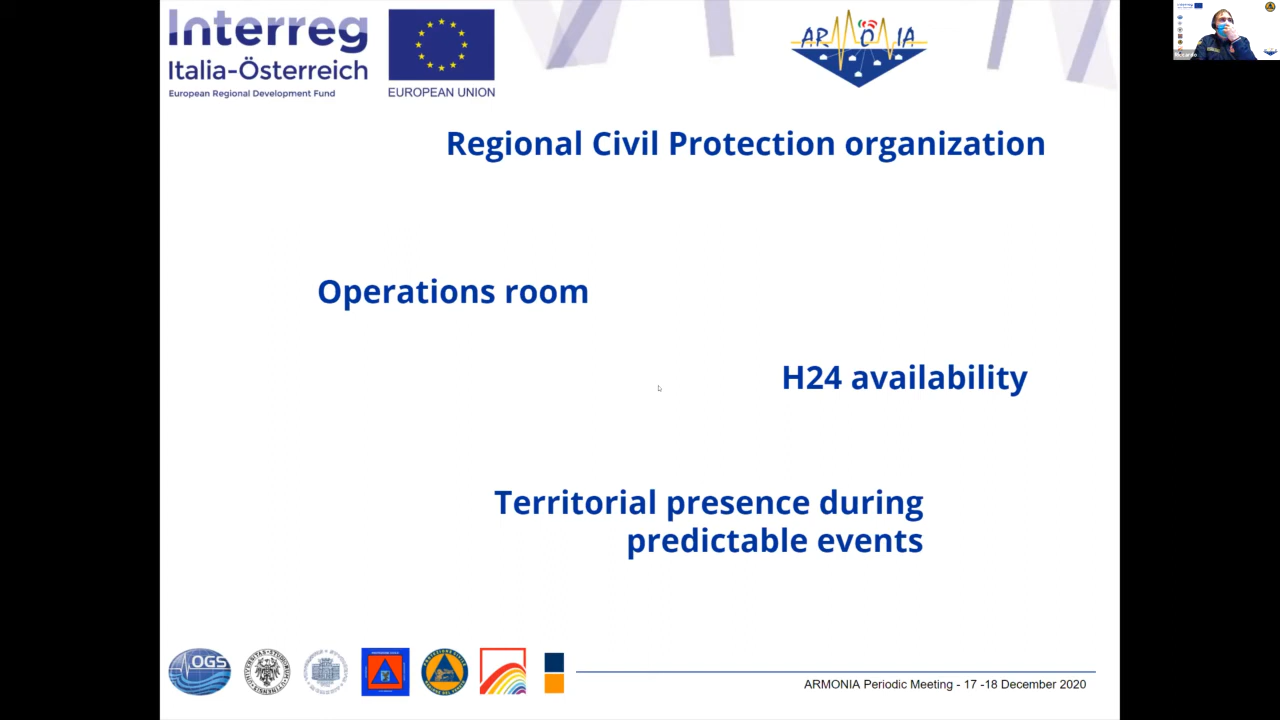 Interreg
Italia-Österreich
European Regional Development Fund
EUROPEAN UNION
ARMONIA
Regional Civil Protection organization
Operations room
H24 availability
Territorial presence during
predictable events
OGS
ARMONIA Periodic Meeting - 17 -18 December 2020